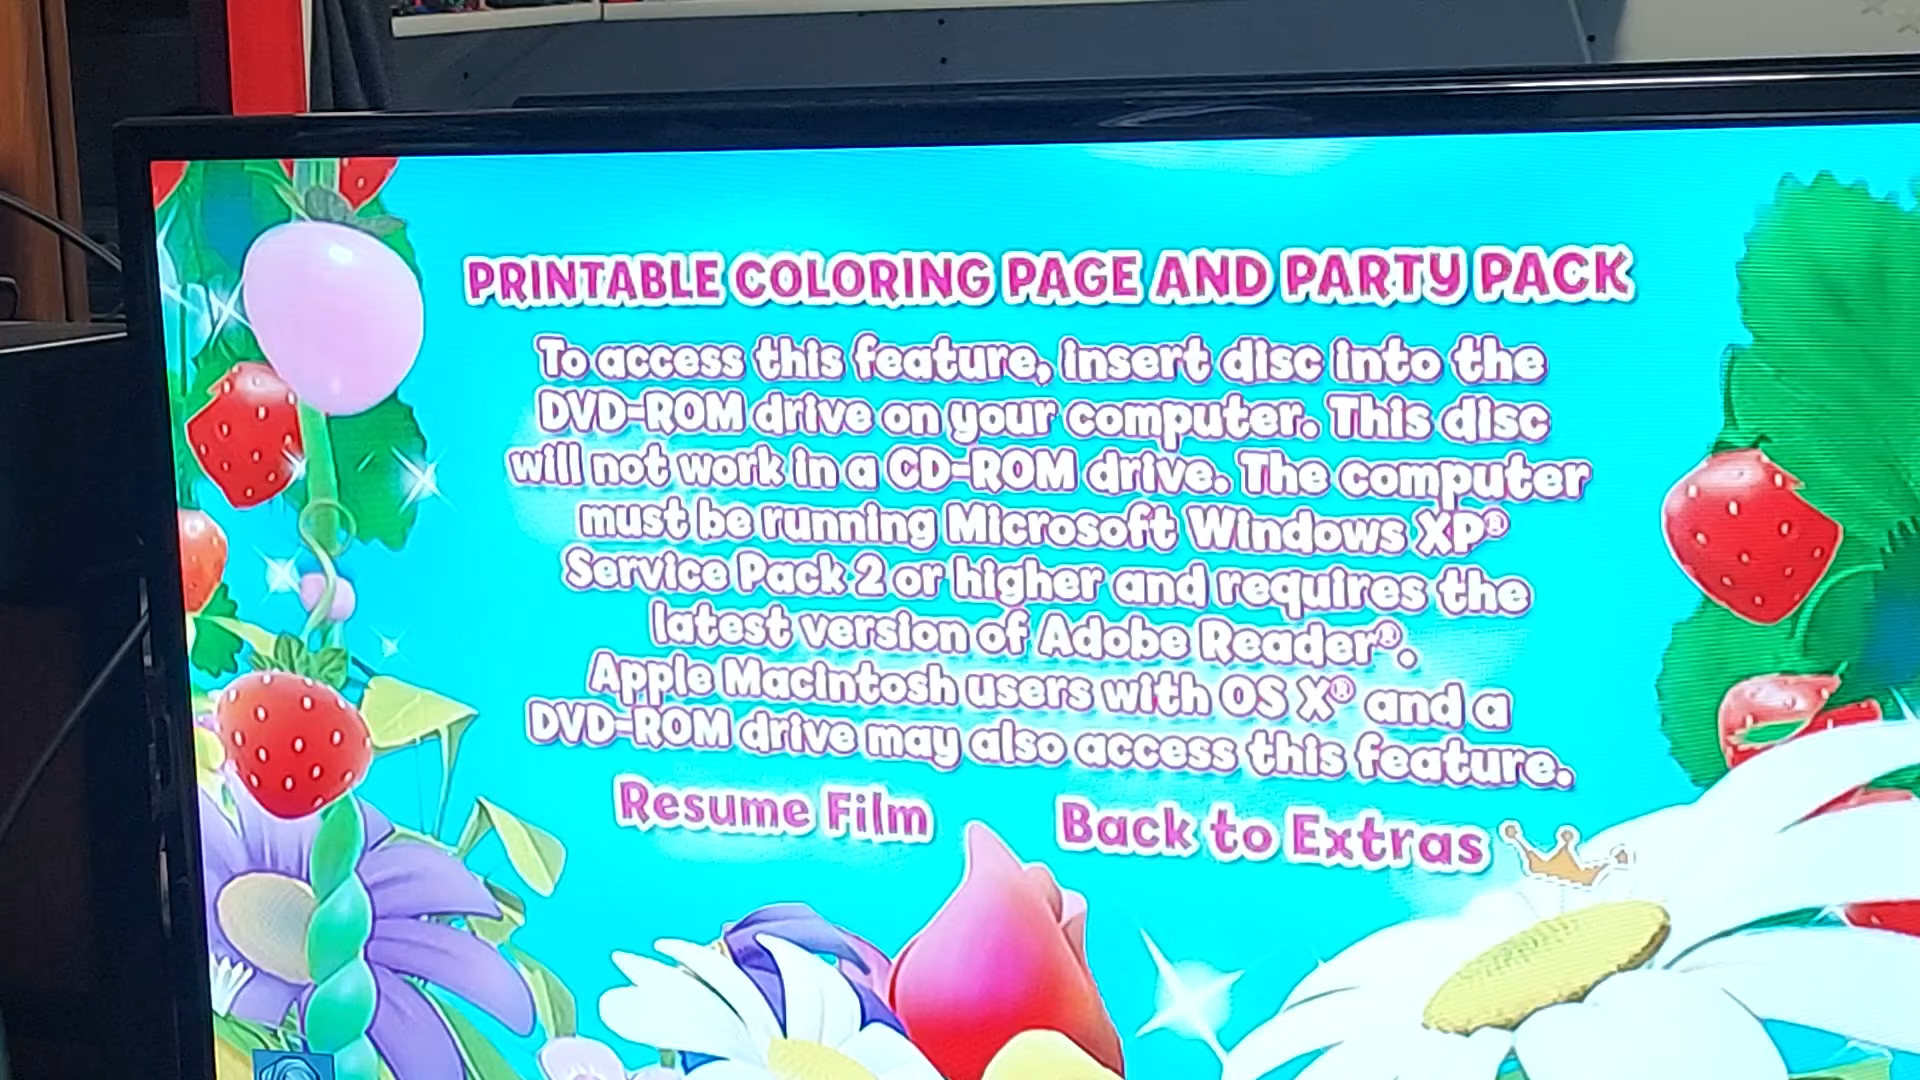 PRINTABLE COLORING PAGE AND PARTY PACK
To access this feature, insert disc into the
DVD-ROM drive on your computer. This disc
will not work in a CD-ROM drive. The computer
must be running Microsoft Windows XP®
Service Pack 2 or higher and requires the
latest version of Adobe Reader®.
Apple Macintosh users with OS X® and a
DVD-ROM drive may also access this feature.
Resume Film
Back to Extras